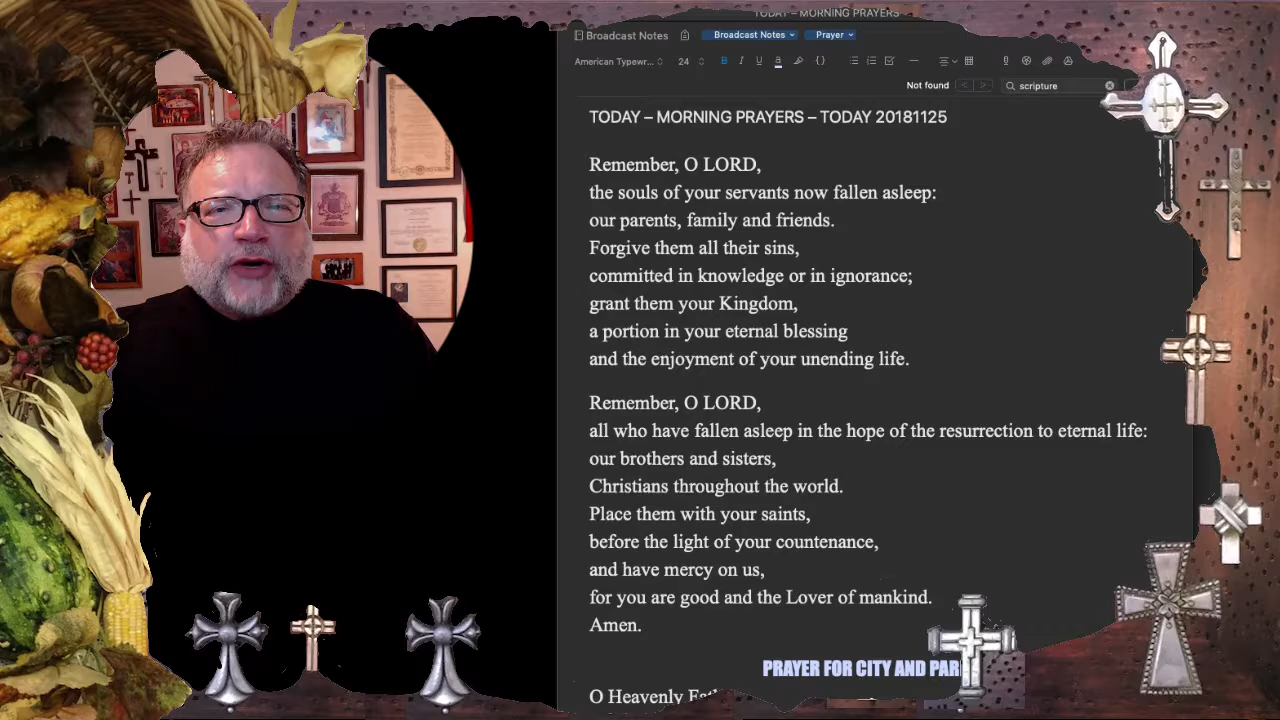 TODAY – MORNING PRAYERS
Broadcast Notes
Broadcast Notes
Prayer
American Typewr...
24
B I U a
Not found
scripture
TODAY – MORNING PRAYERS – TODAY 20181125
Remember, O LORD,
the souls of your servants now fallen asleep:
our parents, family and friends.
Forgive them all their sins,
committed in knowledge or in ignorance;
grant them your Kingdom,
a portion in your eternal blessing
and the enjoyment of your unending life.
Remember, O LORD,
all who have fallen asleep in the hope of the resurrection to eternal life:
our brothers and sisters,
Christians throughout the world.
Place them with your saints,
before the light of your countenance,
and have mercy on us,
for you are good and the Lover of mankind.
Amen.
PRAYER FOR CITY AND PAR
O Heavenly Fat